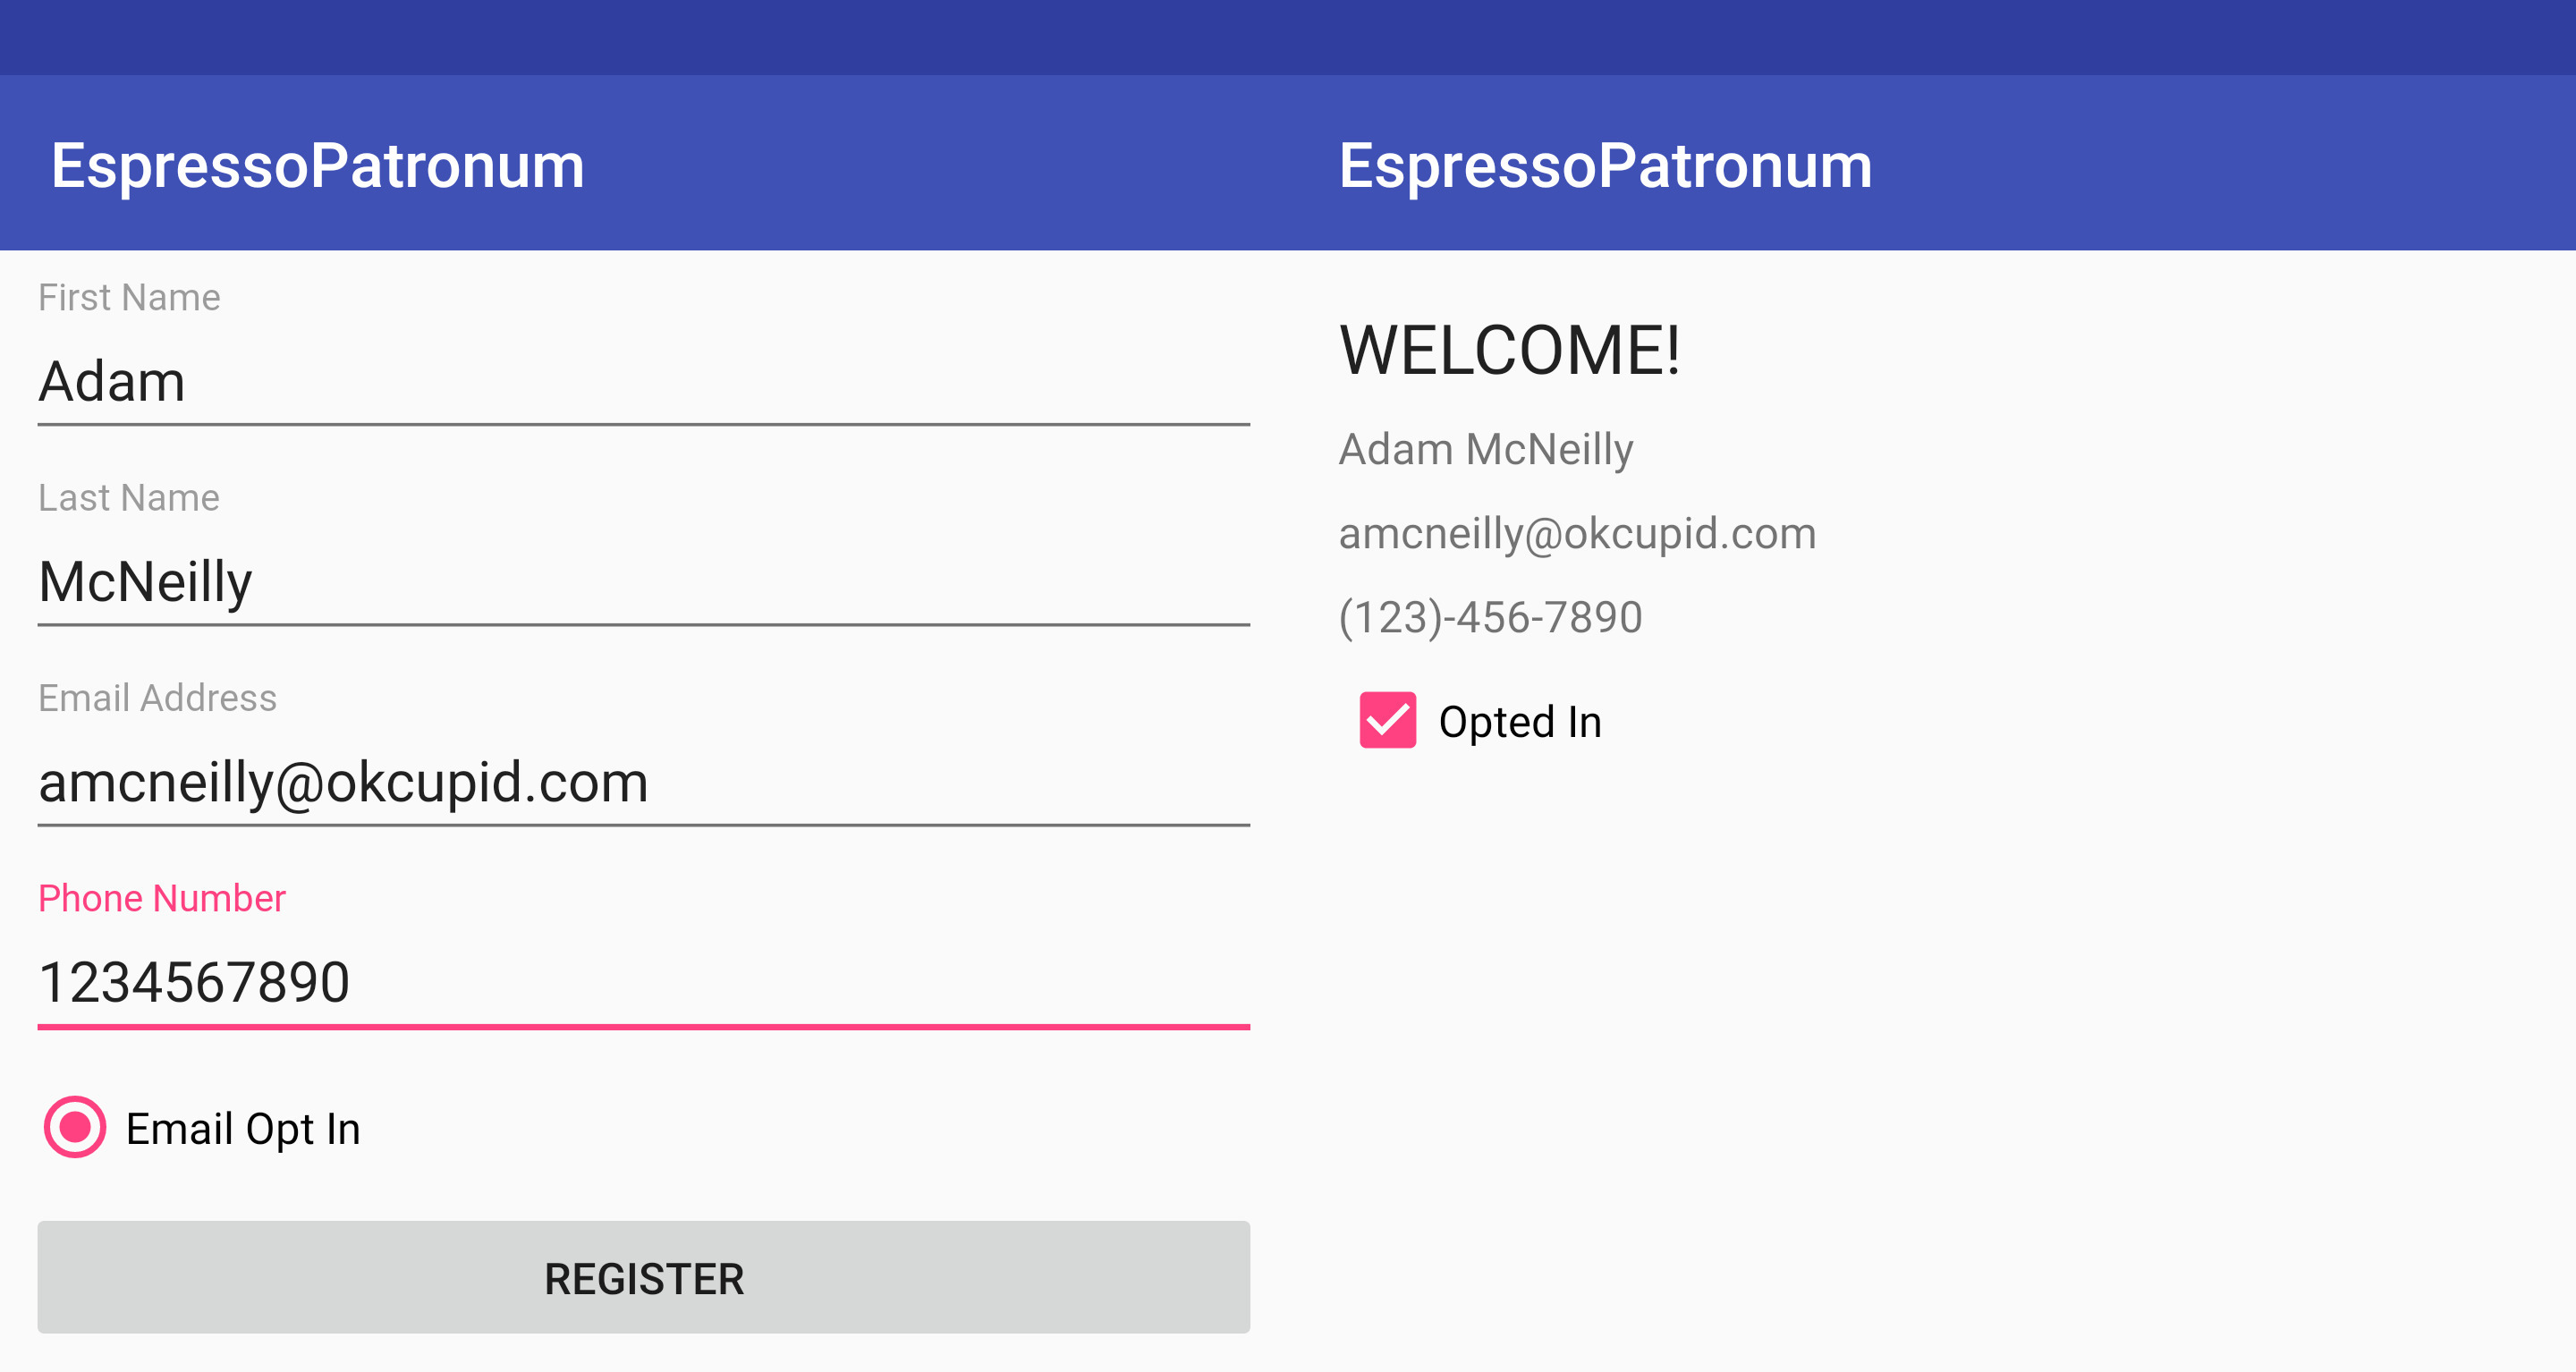 EspressoPatronum
First Name
Adam
Last Name
McNeilly
Email Address
amcneilly@okcupid.com
Phone Number
1234567890
Email Opt In
REGISTER
EspressoPatronum
WELCOME!
Adam McNeilly
amcneilly@okcupid.com
(123)-456-7890
Opted In